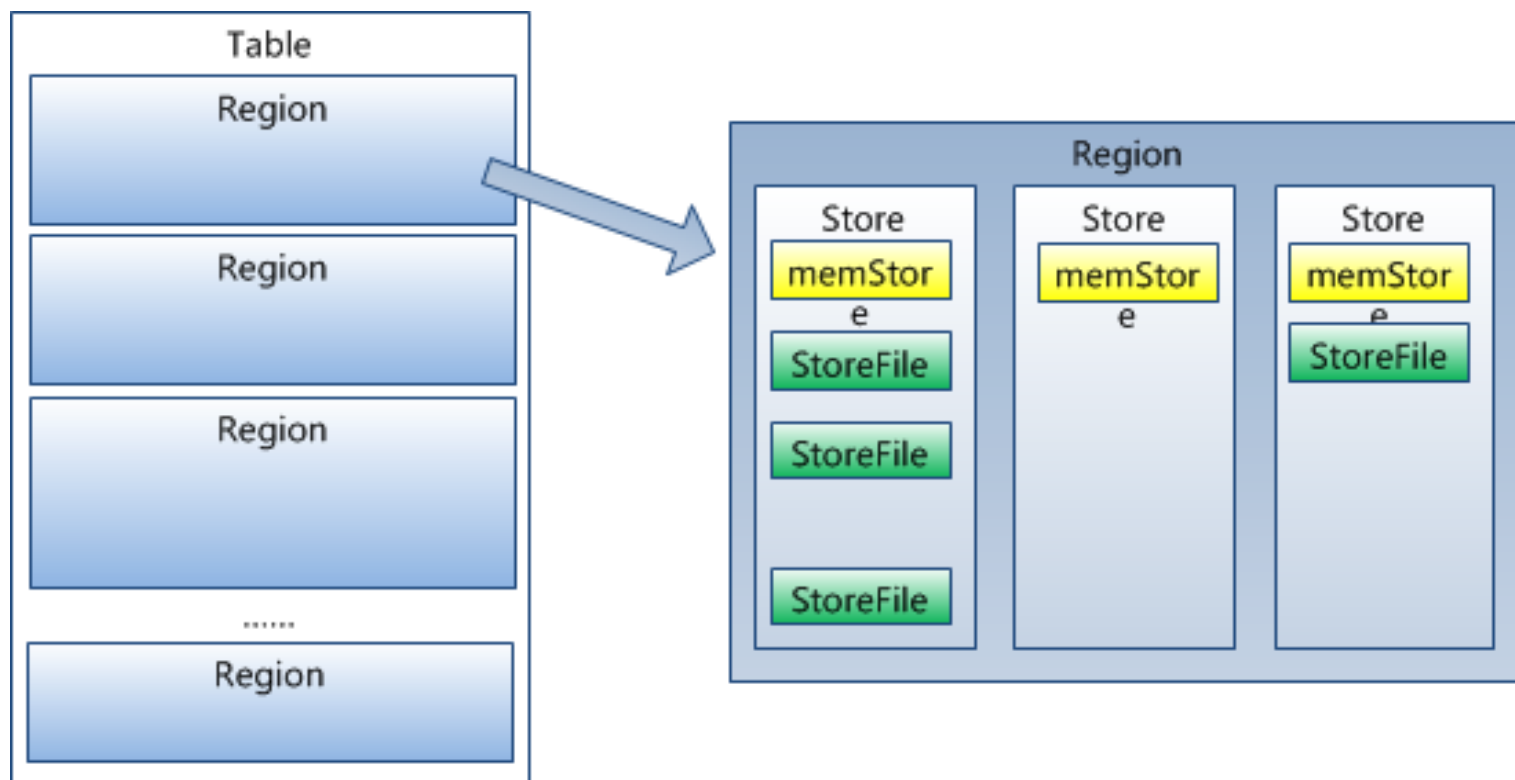 Table
Region
Region
Region
......
Region
Region
Store
memStor
e
StoreFile
StoreFile
StoreFile
Store
memStor
e
Store
memStor
e
StoreFile